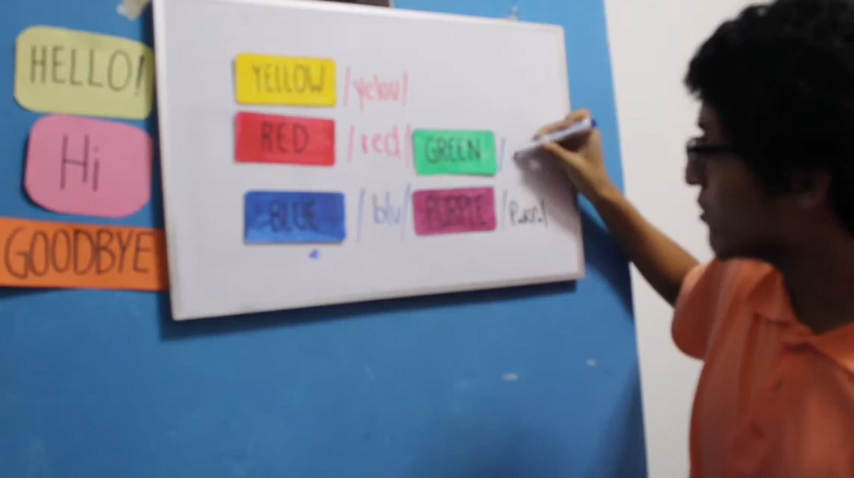 HELLO!
Hi
GOODBYE
YELLOW /yelou/
RED /red/
GREEN /
BLUE /blu/
PURPLE